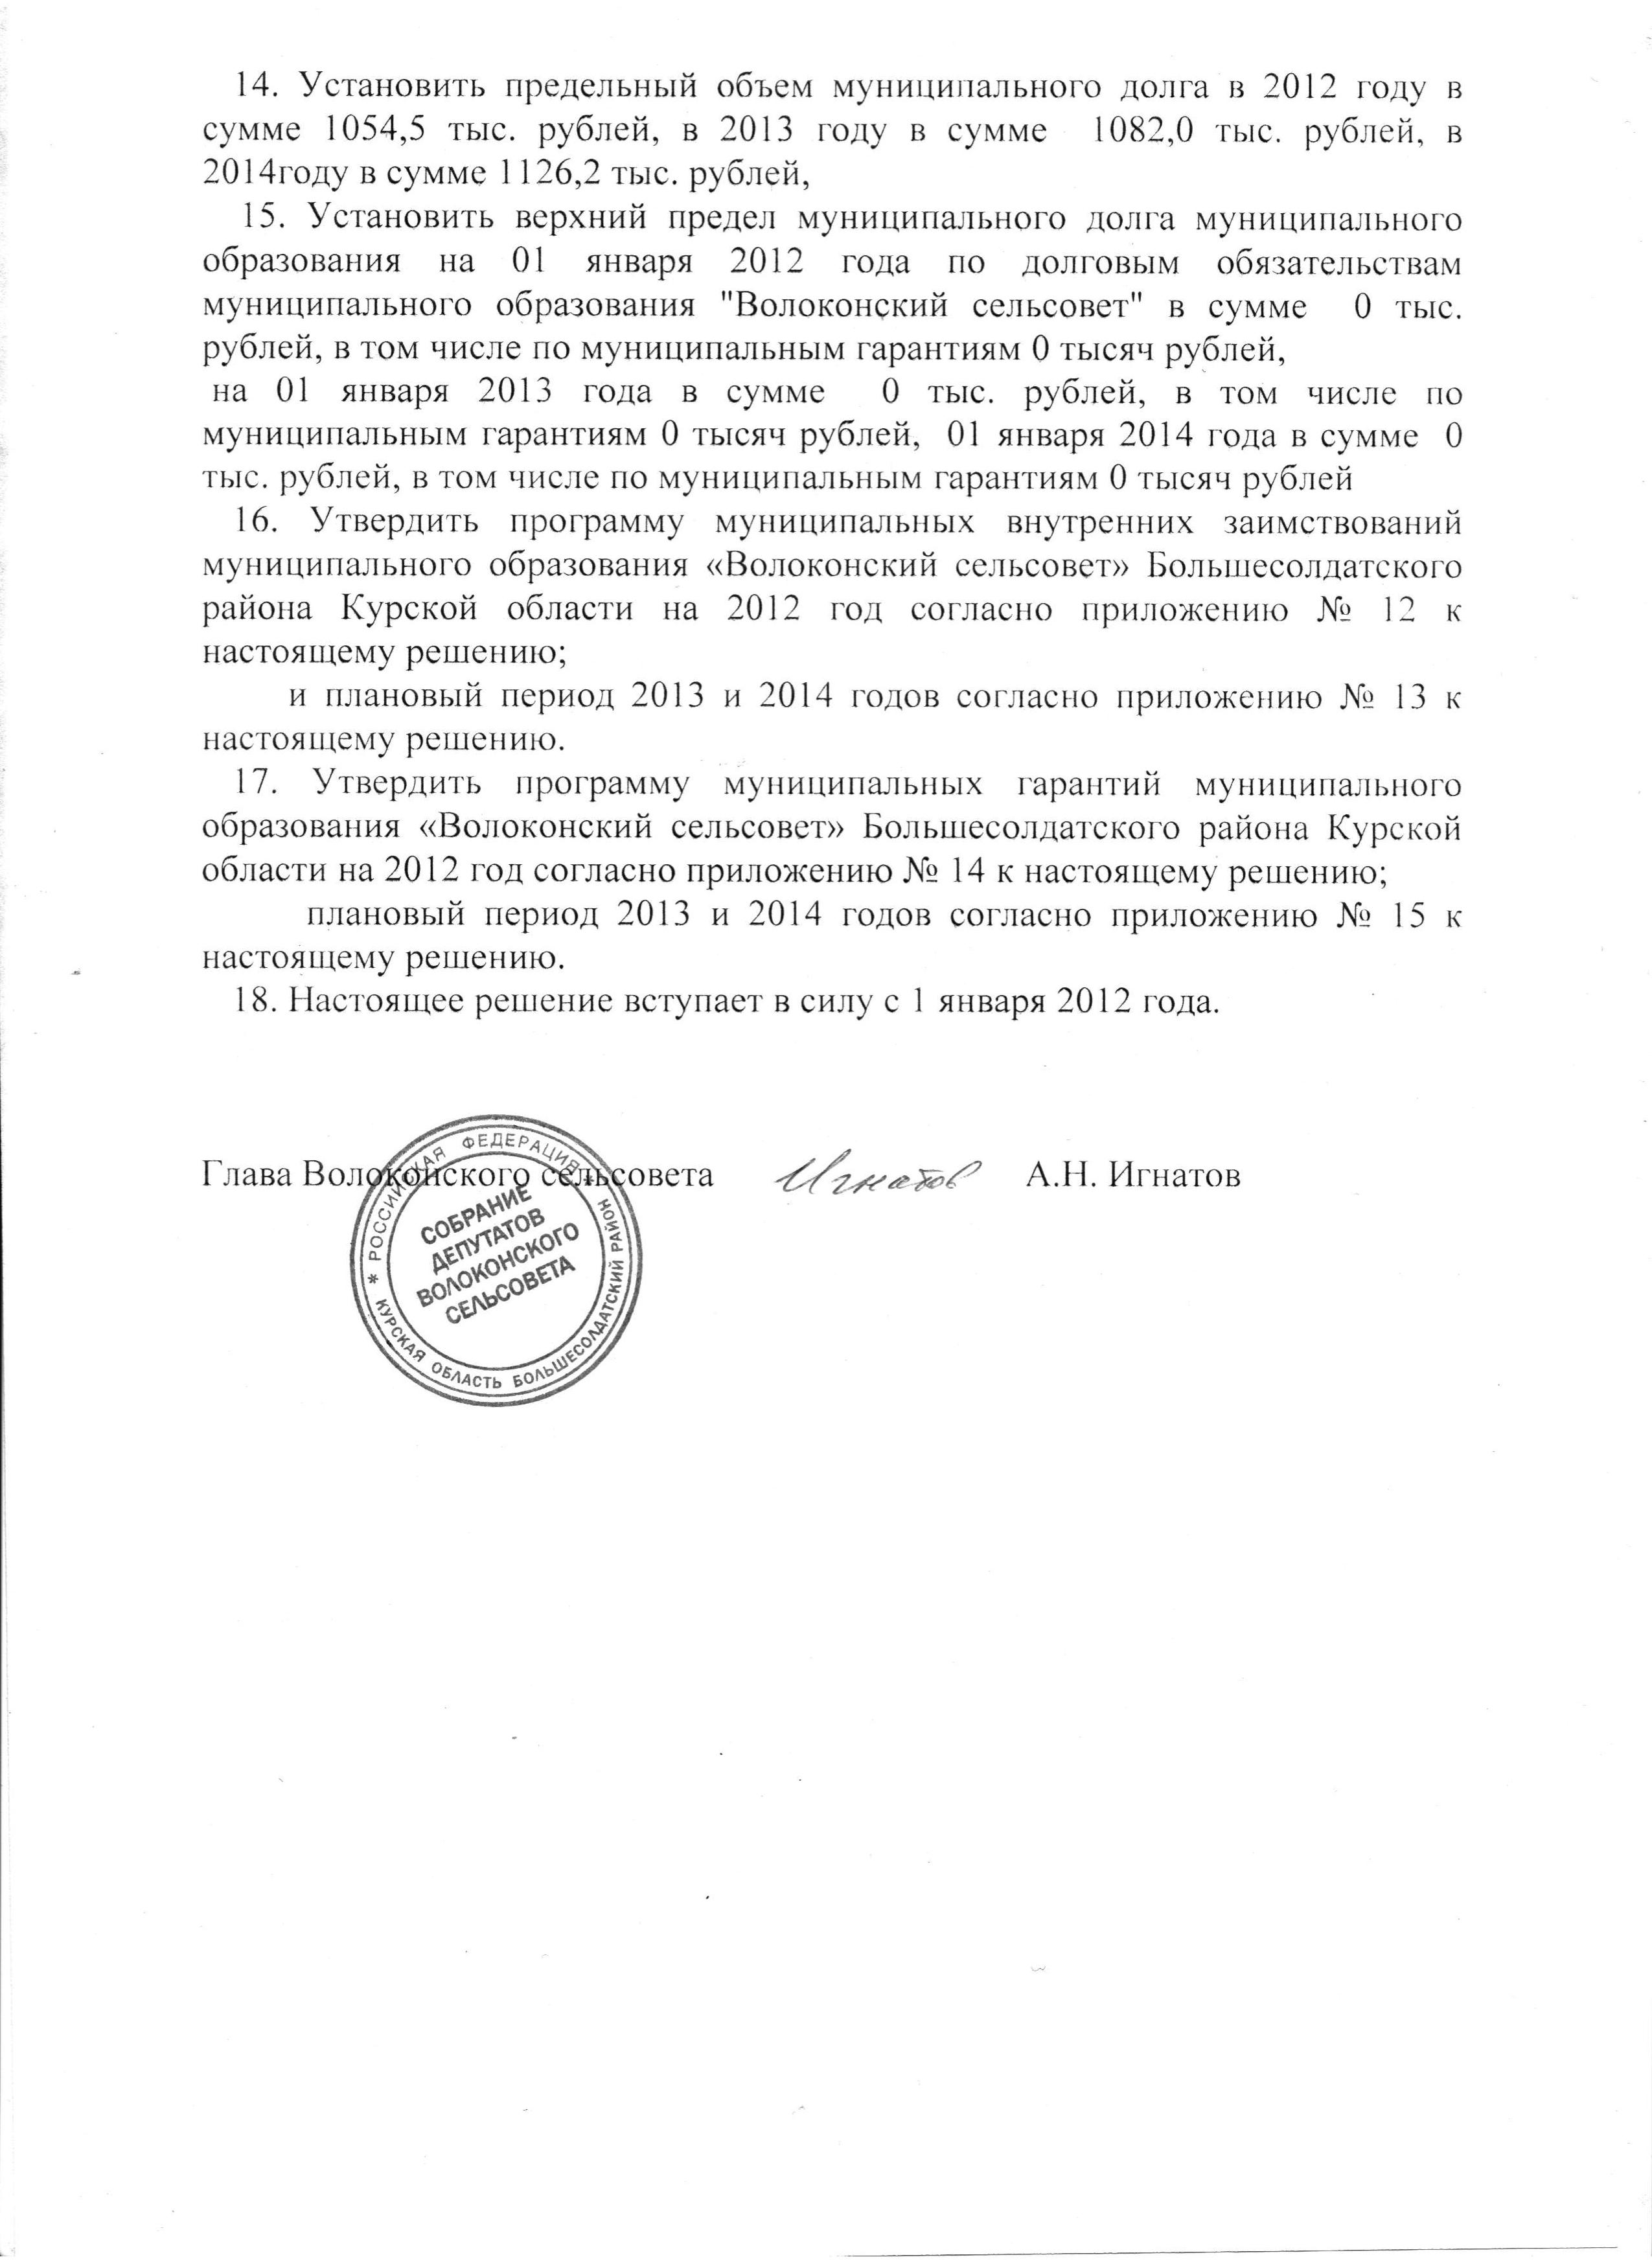 14. Установить предельный объем муниципального долга в 2012 году в
сумме 1054,5 тыс. рублей, в 2013 году в сумме 1082,0 тыс. рублей, в
2014году в сумме 1126,2 тыс. рублей,
15. Установить верхний предел муниципального долга муниципального
образования на 01 января 2012 года по долговым обязательствам
муниципального образования "Волоконский сельсовет" в сумме 0 тыс.
рублей, в том числе по муниципальным гарантиям 0 тысяч рублей,
на 01 января 2013 года в сумме 0 тыс. рублей, в том числе по
муниципальным гарантиям 0 тысяч рублей, 01 января 2014 года в сумме 0
тыс. рублей, в том числе по муниципальным гарантиям 0 тысяч рублей
16. Утвердить программу муниципальных внутренних заимствований
муниципального образования «Волоконский сельсовет» Большесолдатского
района Курской области на 2012 год согласно приложению № 12 к
настоящему решению;
и плановый период 2013 и 2014 годов согласно приложению № 13 к
настоящему решению.
17. Утвердить программу муниципальных гарантий муниципального
образования «Волоконский сельсовет» Большесолдатского района Курской
области на 2012 год согласно приложению № 14 к настоящему решению;
плановый период 2013 и 2014 годов согласно приложению № 15 к
настоящему решению.
18. Настоящее решение вступает в силу с 1 января 2012 года.
Глава Волоконского сельсовета Игнатов А.Н. Игнатов
* РОССИЙСКАЯ ФЕДЕРАЦИЯ *
КУРСКАЯ ОБЛАСТЬ БОЛЬШЕСОЛДАТСКИЙ РАЙОН
СОБРАНИЕ
ДЕПУТАТОВ
ВОЛОКОНСКОГО
СЕЛЬСОВЕТА